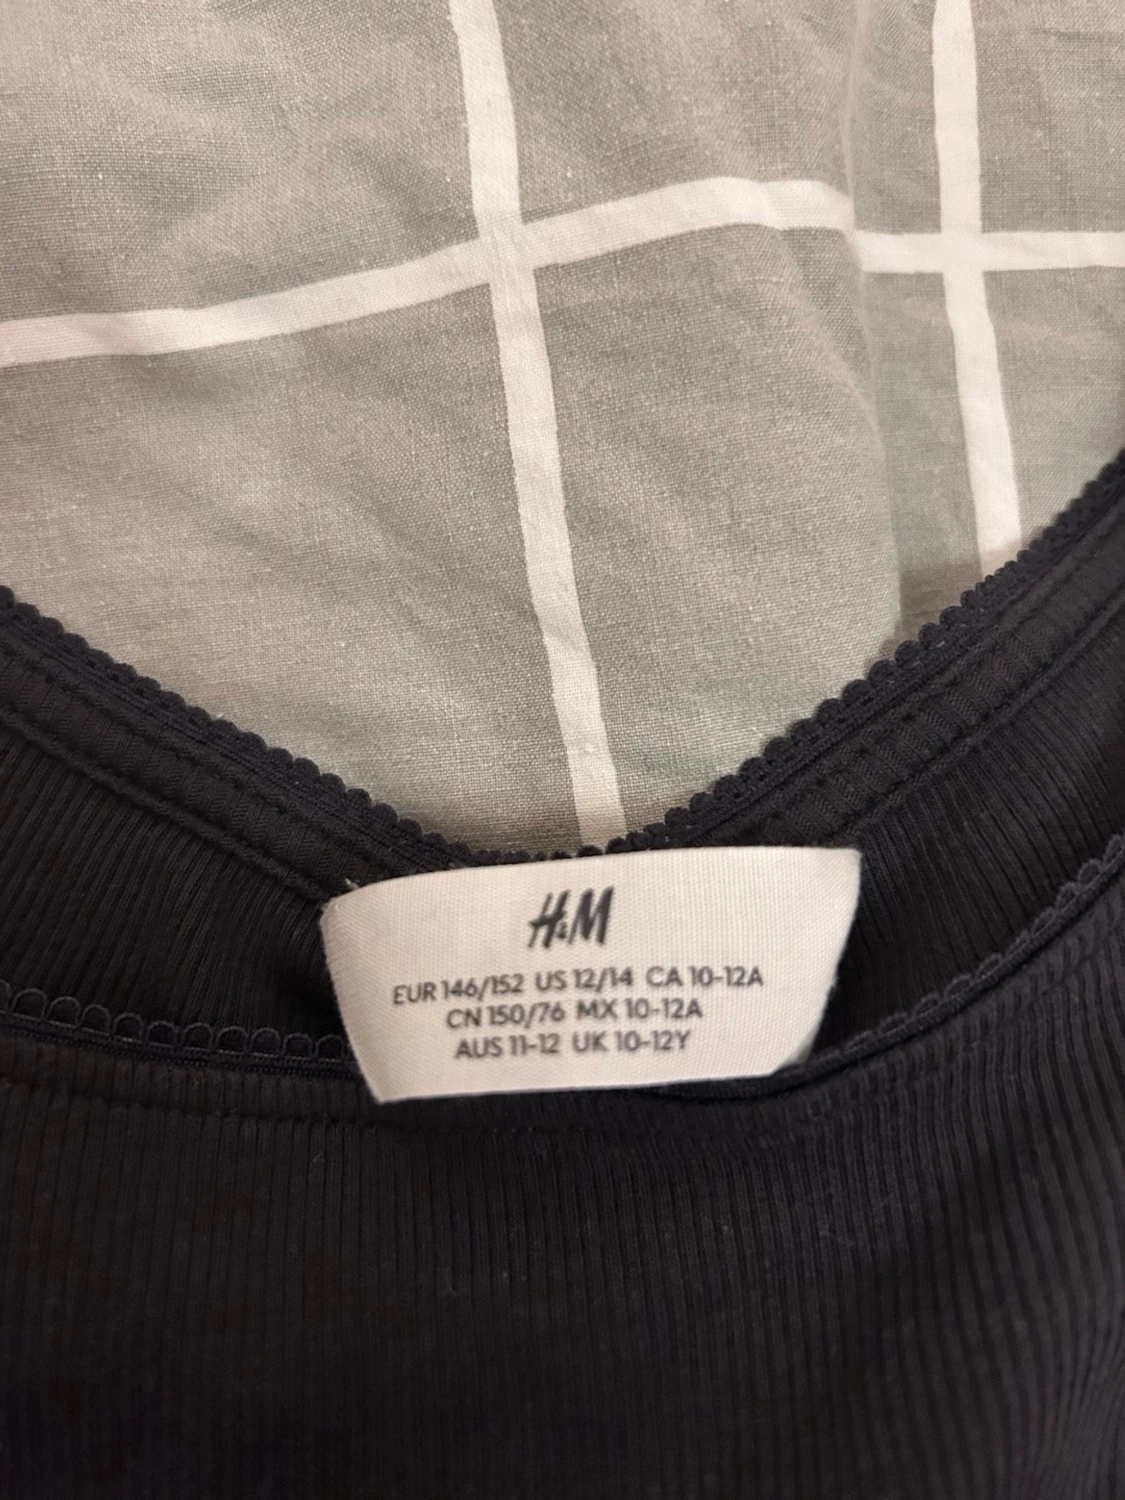 H&M
EUR 146/152 US 12/14 CA 10-12A
CN 150/76 MX 10-12A
AUS 11-12 UK 10-12Y